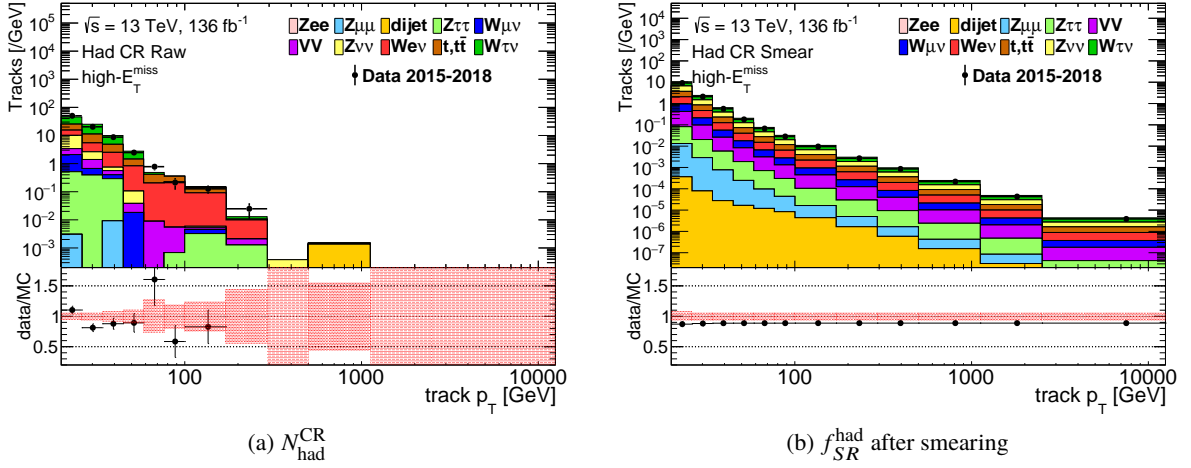 √s = 13 TeV, 136 fb⁻¹
Had CR Raw
high-E_T^miss
Zee Zμμ dijet Zττ Wμν
VV Zνν Weν t,tt̄ Wτν
Data 2015-2018
Tracks [/GeV]
10⁵
10⁴
10³
10²
10
1
10⁻¹
10⁻²
10⁻³
data/MC
1.5
1
0.5
100 1000 10000
track p_T [GeV]
(a) N_had^CR
√s = 13 TeV, 136 fb⁻¹
Had CR Smear
high-E_T^miss
Zee dijet Zμμ Zττ VV
Wμν Weν t,tt̄ Zνν Wτν
Data 2015-2018
Tracks [/GeV]
10⁴
10³
10²
10
1
10⁻¹
10⁻²
10⁻³
10⁻⁴
10⁻⁵
10⁻⁶
10⁻⁷
data/MC
1.5
1
0.5
100 1000 10000
track p_T [GeV]
(b) f_SR^had after smearing